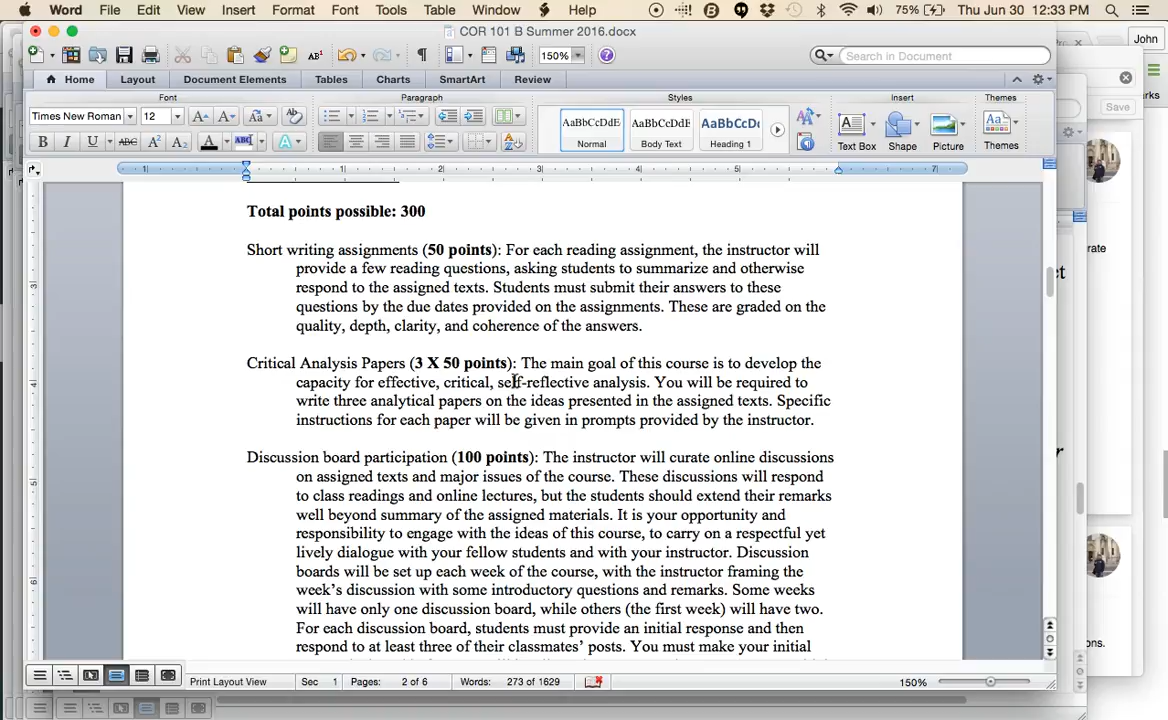 Word File Edit View Insert Format Font Tools Table Window Help 75% Thu Jun 30 12:33 PM
COR 101 B Summer 2016.docx
John
150% Search in Document
Home Layout Document Elements Tables Charts SmartArt Review
Font Paragraph Styles Insert Themes
Save
Times New Roman 12 AaBbCcDdE AaBbCcDdE AaBbCcD
Normal Body Text Heading 1 Text Box Shape Picture Themes
Total points possible: 300
Short writing assignments (50 points): For each reading assignment, the instructor will
provide a few reading questions, asking students to summarize and otherwise
respond to the assigned texts. Students must submit their answers to these
questions by the due dates provided on the assignments. These are graded on the
quality, depth, clarity, and coherence of the answers.
Critical Analysis Papers (3 X 50 points): The main goal of this course is to develop the
capacity for effective, critical, self-reflective analysis. You will be required to
write three analytical papers on the ideas presented in the assigned texts. Specific
instructions for each paper will be given in prompts provided by the instructor.
Discussion board participation (100 points): The instructor will curate online discussions
on assigned texts and major issues of the course. These discussions will respond
to class readings and online lectures, but the students should extend their remarks
well beyond summary of the assigned materials. It is your opportunity and
responsibility to engage with the ideas of this course, to carry on a respectful yet
lively dialogue with your fellow students and with your instructor. Discussion
boards will be set up each week of the course, with the instructor framing the
week's discussion with some introductory questions and remarks. Some weeks
will have only one discussion board, while others (the first week) will have two.
For each discussion board, students must provide an initial response and then
respond to at least three of their classmates' posts. You must make your initial
Print Layout View Sec 1 Pages: 2 of 6 Words: 273 of 1629 150%